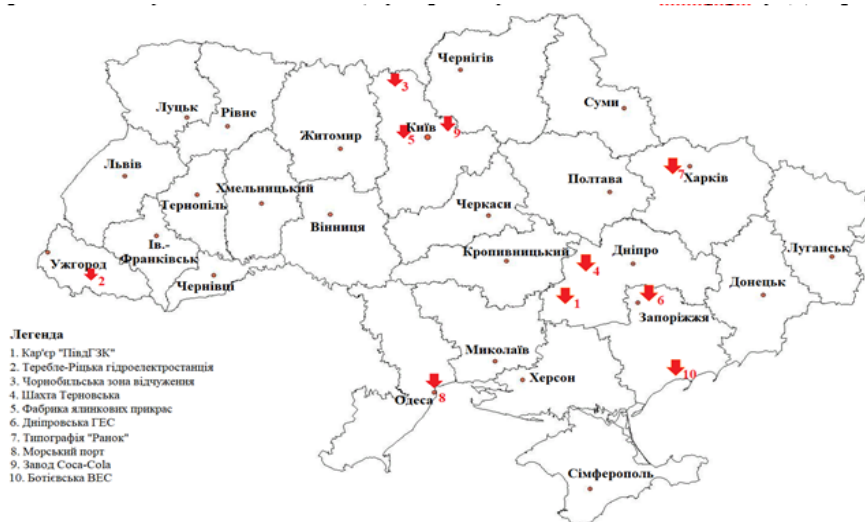 Чернігів
3
Луцьк
Рівне
Суми
Київ
9
5
Житомир
Львів
7
Харків
Хмельницький
Полтава
Тернопіль
Черкаси
Вінниця
Ів.-
Франківськ
Ужгород
2
Чернівці
Кропивницький
Дніпро
4
Луганськ
Донецьк
1
6
Запоріжжя
Легенда
1. Кар'єр "ПівдГЗК"
2. Теребле-Ріцька гідроелектростанція
3. Чорнобильська зона відчуження
4. Шахта Терновська
5. Фабрика ялинкових прикрас
6. Дніпровська ГЕС
7. Типографія "Ранок"
8. Морський порт
9. Завод Coca-Cola
10. Ботієвська ВЕС
Миколаїв
10
Херсон
Одеса
8
Сімферополь